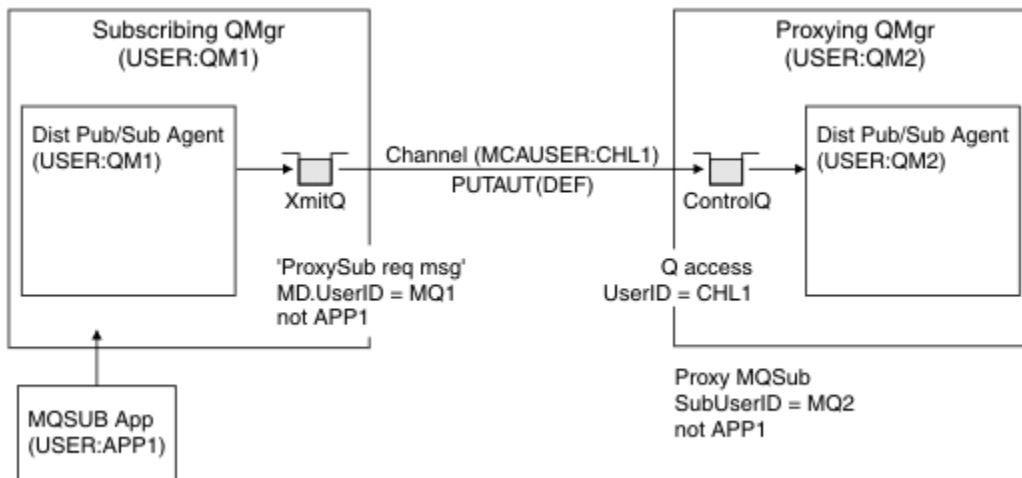 Subscribing QMgr
(USER:QM1)
Proxying QMgr
(USER:QM2)
Dist Pub/Sub Agent
(USER:QM1)
Channel (MCAUSER:CHL1)
PUTAUT(DEF)
Dist Pub/Sub Agent
(USER:QM2)
XmitQ
ControlQ
'ProxySub req msg'
MD.UserID = MQ1
not APP1
Q access
UserID = CHL1
MQSUB App
(USER:APP1)
Proxy MQSub
SubUserID = MQ2
not APP1